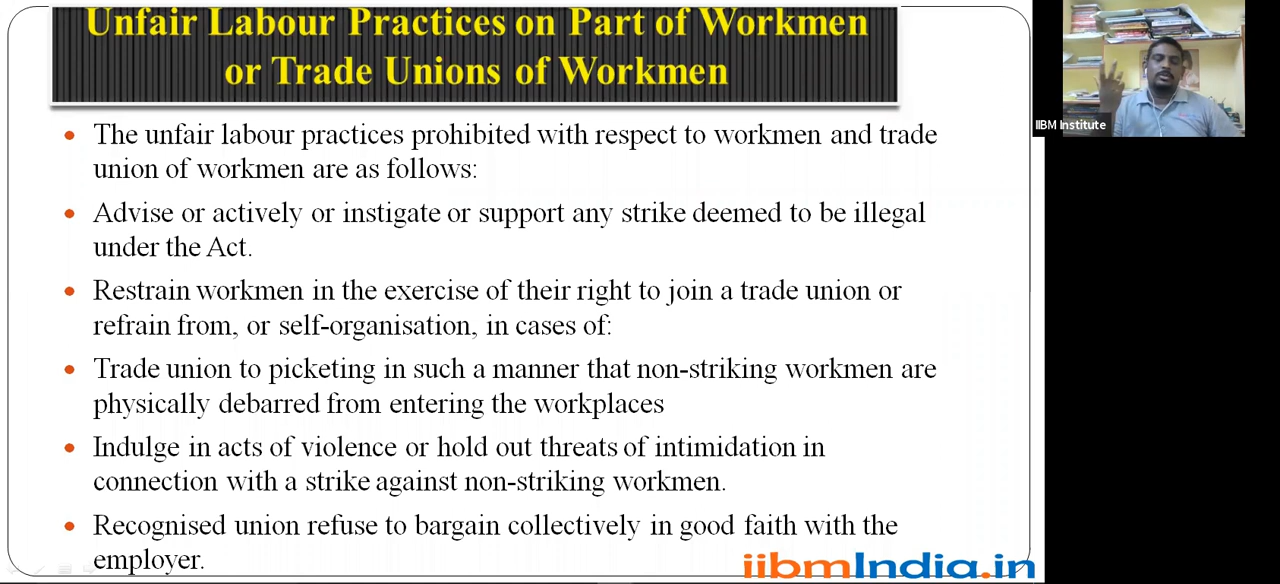 Unfair Labour Practices on Part of Workmen
or Trade Unions of Workmen
IIBM Institute
• The unfair labour practices prohibited with respect to workmen and trade
union of workmen are as follows:
• Advise or actively or instigate or support any strike deemed to be illegal
under the Act.
• Restrain workmen in the exercise of their right to join a trade union or
refrain from, or self-organisation, in cases of:
• Trade union to picketing in such a manner that non-striking workmen are
physically debarred from entering the workplaces
• Indulge in acts of violence or hold out threats of intimidation in
connection with a strike against non-striking workmen.
• Recognised union refuse to bargain collectively in good faith with the
employer.
iibmIndia.in